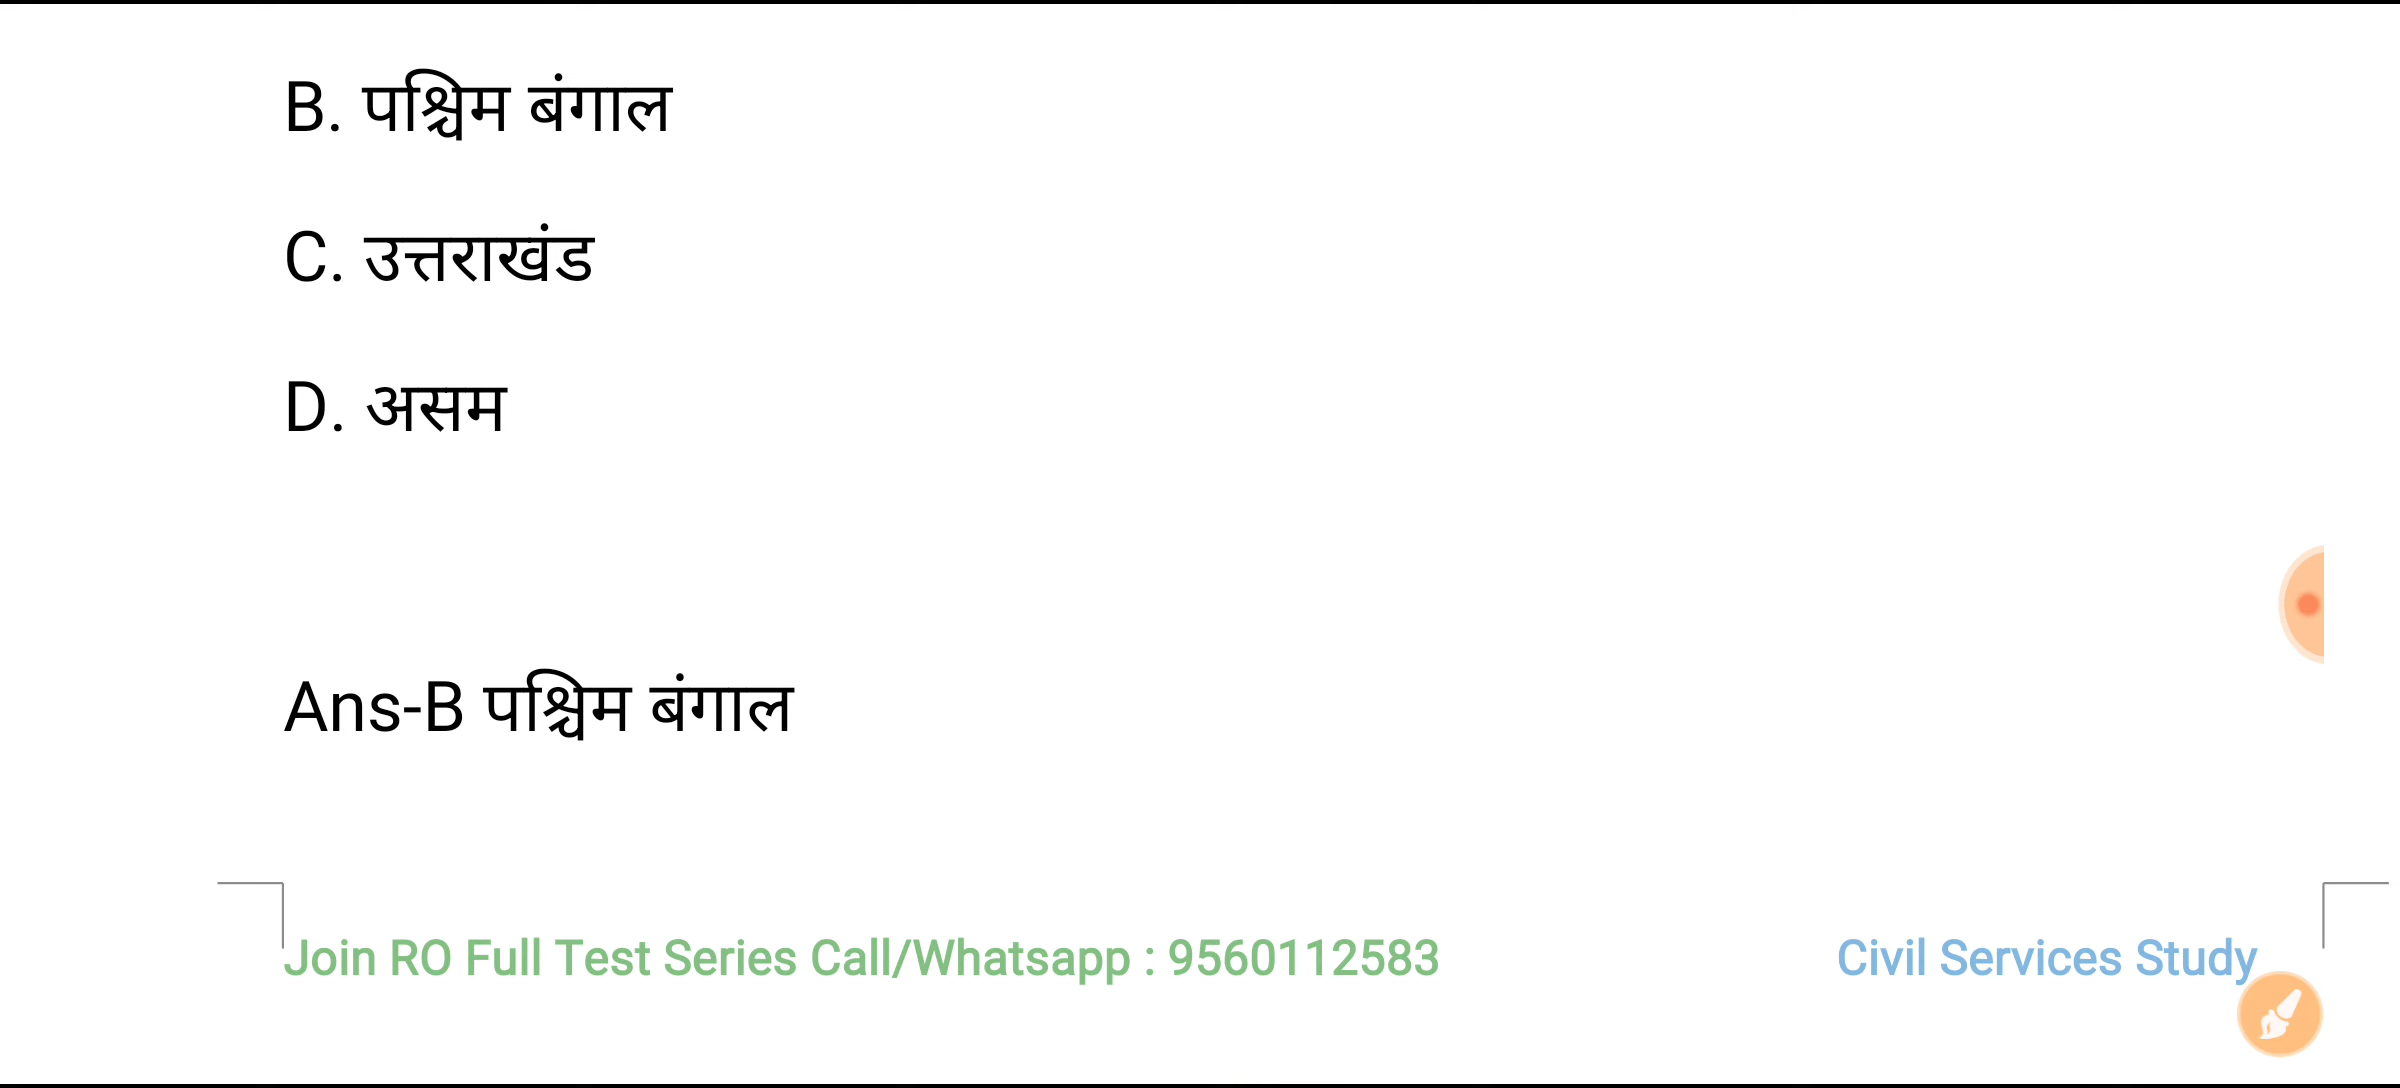 B. पश्चिम बंगाल
C. उत्तराखंड
D. असम
Ans-B पश्चिम बंगाल
Join RO Full Test Series Call/Whatsapp : 9560112583
Civil Services Study